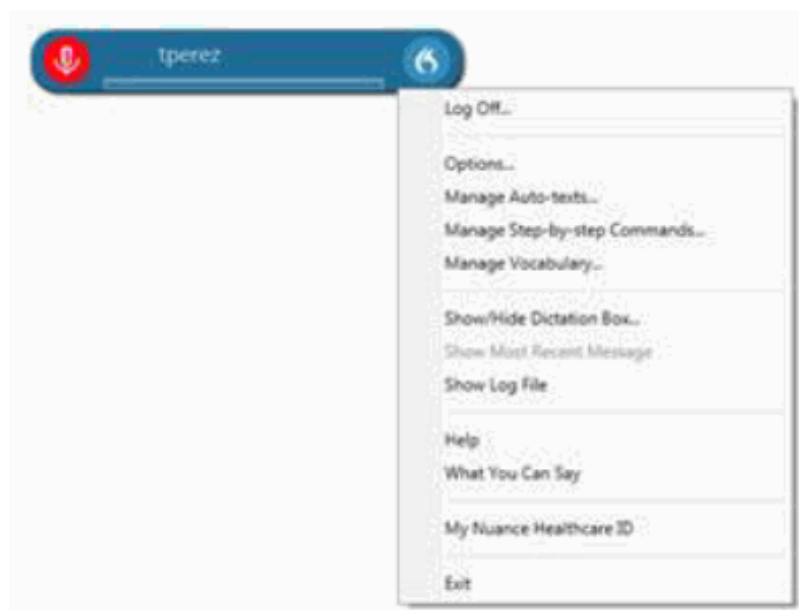 tperez
Log Off...
Options...
Manage Auto-texts...
Manage Step-by-step Commands...
Manage Vocabulary...
Show/Hide Dictation Box...
Show Most Recent Message
Show Log File
Help
What You Can Say
My Nuance Healthcare ID
Exit